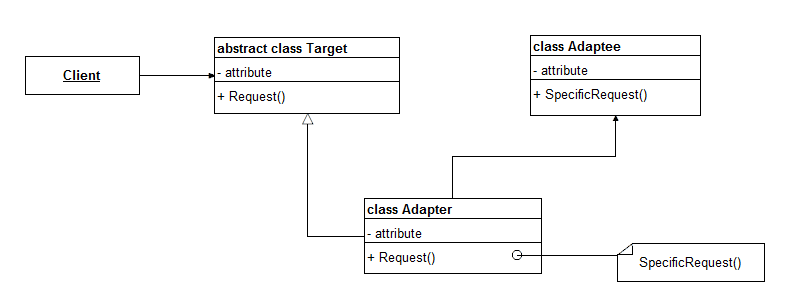 Client
abstract class Target
- attribute
+ Request()
class Adaptee
- attribute
+ SpecificRequest()
class Adapter
- attribute
+ Request()
SpecificRequest()